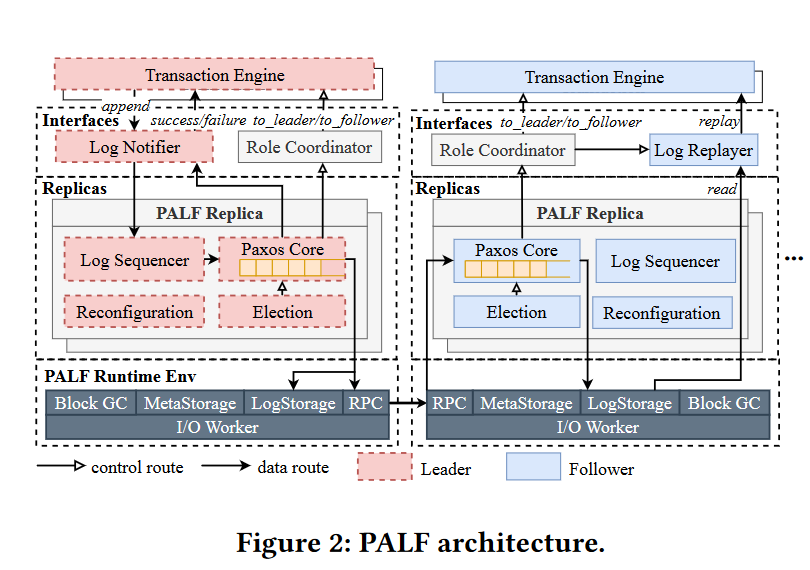 Transaction Engine
append
Interfaces
success/failure
to_leader/to_follower
Log Notifier
Role Coordinator
Replicas
PALF Replica
Log Sequencer
Paxos Core
Reconfiguration
Election
PALF Runtime Env
Block GC
MetaStorage
LogStorage
RPC
I/O Worker
Transaction Engine
Interfaces
to_leader/to_follower
replay
Role Coordinator
Log Replayer
Replicas
read
PALF Replica
Paxos Core
Log Sequencer
Election
Reconfiguration
...
RPC
MetaStorage
LogStorage
Block GC
I/O Worker
control route
data route
Leader
Follower
Figure 2: PALF architecture.